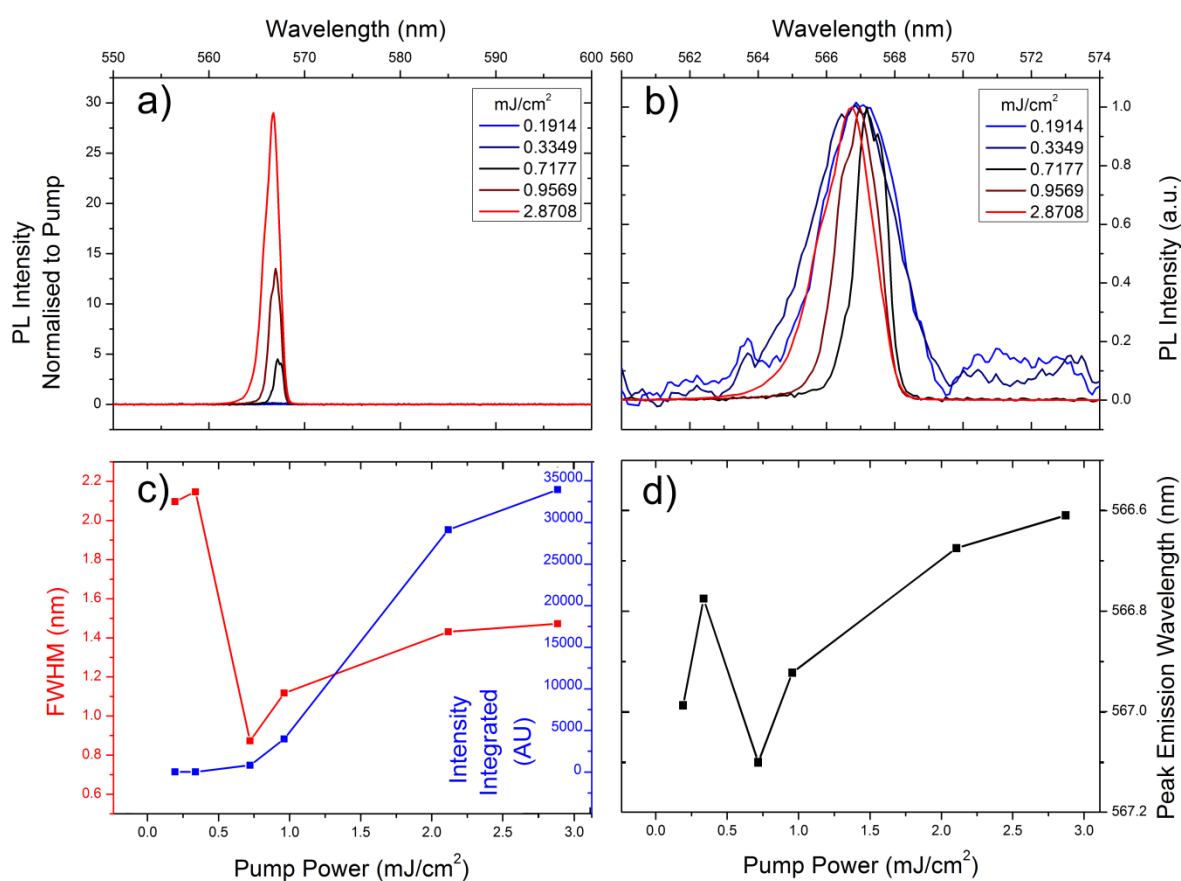 Wavelength (nm)
550 560 570 580 590 600
a)
mJ/cm²
0.1914
0.3349
0.7177
0.9569
2.8708
PL Intensity
Normalised to Pump
30
25
20
15
10
5
0
Wavelength (nm)
560 562 564 566 568 570 572 574
b)
mJ/cm²
0.1914
0.3349
0.7177
0.9569
2.8708
1.0
0.8
0.6
0.4
0.2
0.0
PL Intensity (a.u.)
c)
FWHM (nm)
2.2
2.0
1.8
1.6
1.4
1.2
1.0
0.8
0.6
35000
30000
25000
20000
15000
10000
5000
0
Intensity
Integrated
(AU)
0.0 0.5 1.0 1.5 2.0 2.5 3.0
Pump Power (mJ/cm²)
d)
566.6
566.8
567.0
567.2
Peak Emission Wavelength (nm)
0.0 0.5 1.0 1.5 2.0 2.5 3.0
Pump Power (mJ/cm²)